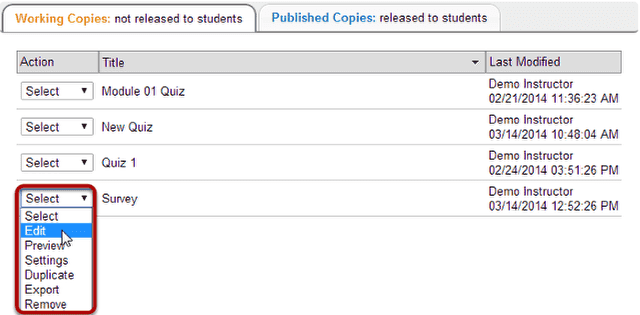 Working Copies: not released to students
Published Copies: released to students
Action Title Last Modified
Select Module 01 Quiz Demo Instructor
02/21/2014 11:36:23 AM
Select New Quiz Demo Instructor
03/14/2014 10:48:04 AM
Select Quiz 1 Demo Instructor
02/24/2014 03:51:26 PM
Select Survey Demo Instructor
03/14/2014 12:52:26 PM
Select
Edit
Preview
Settings
Duplicate
Export
Remove